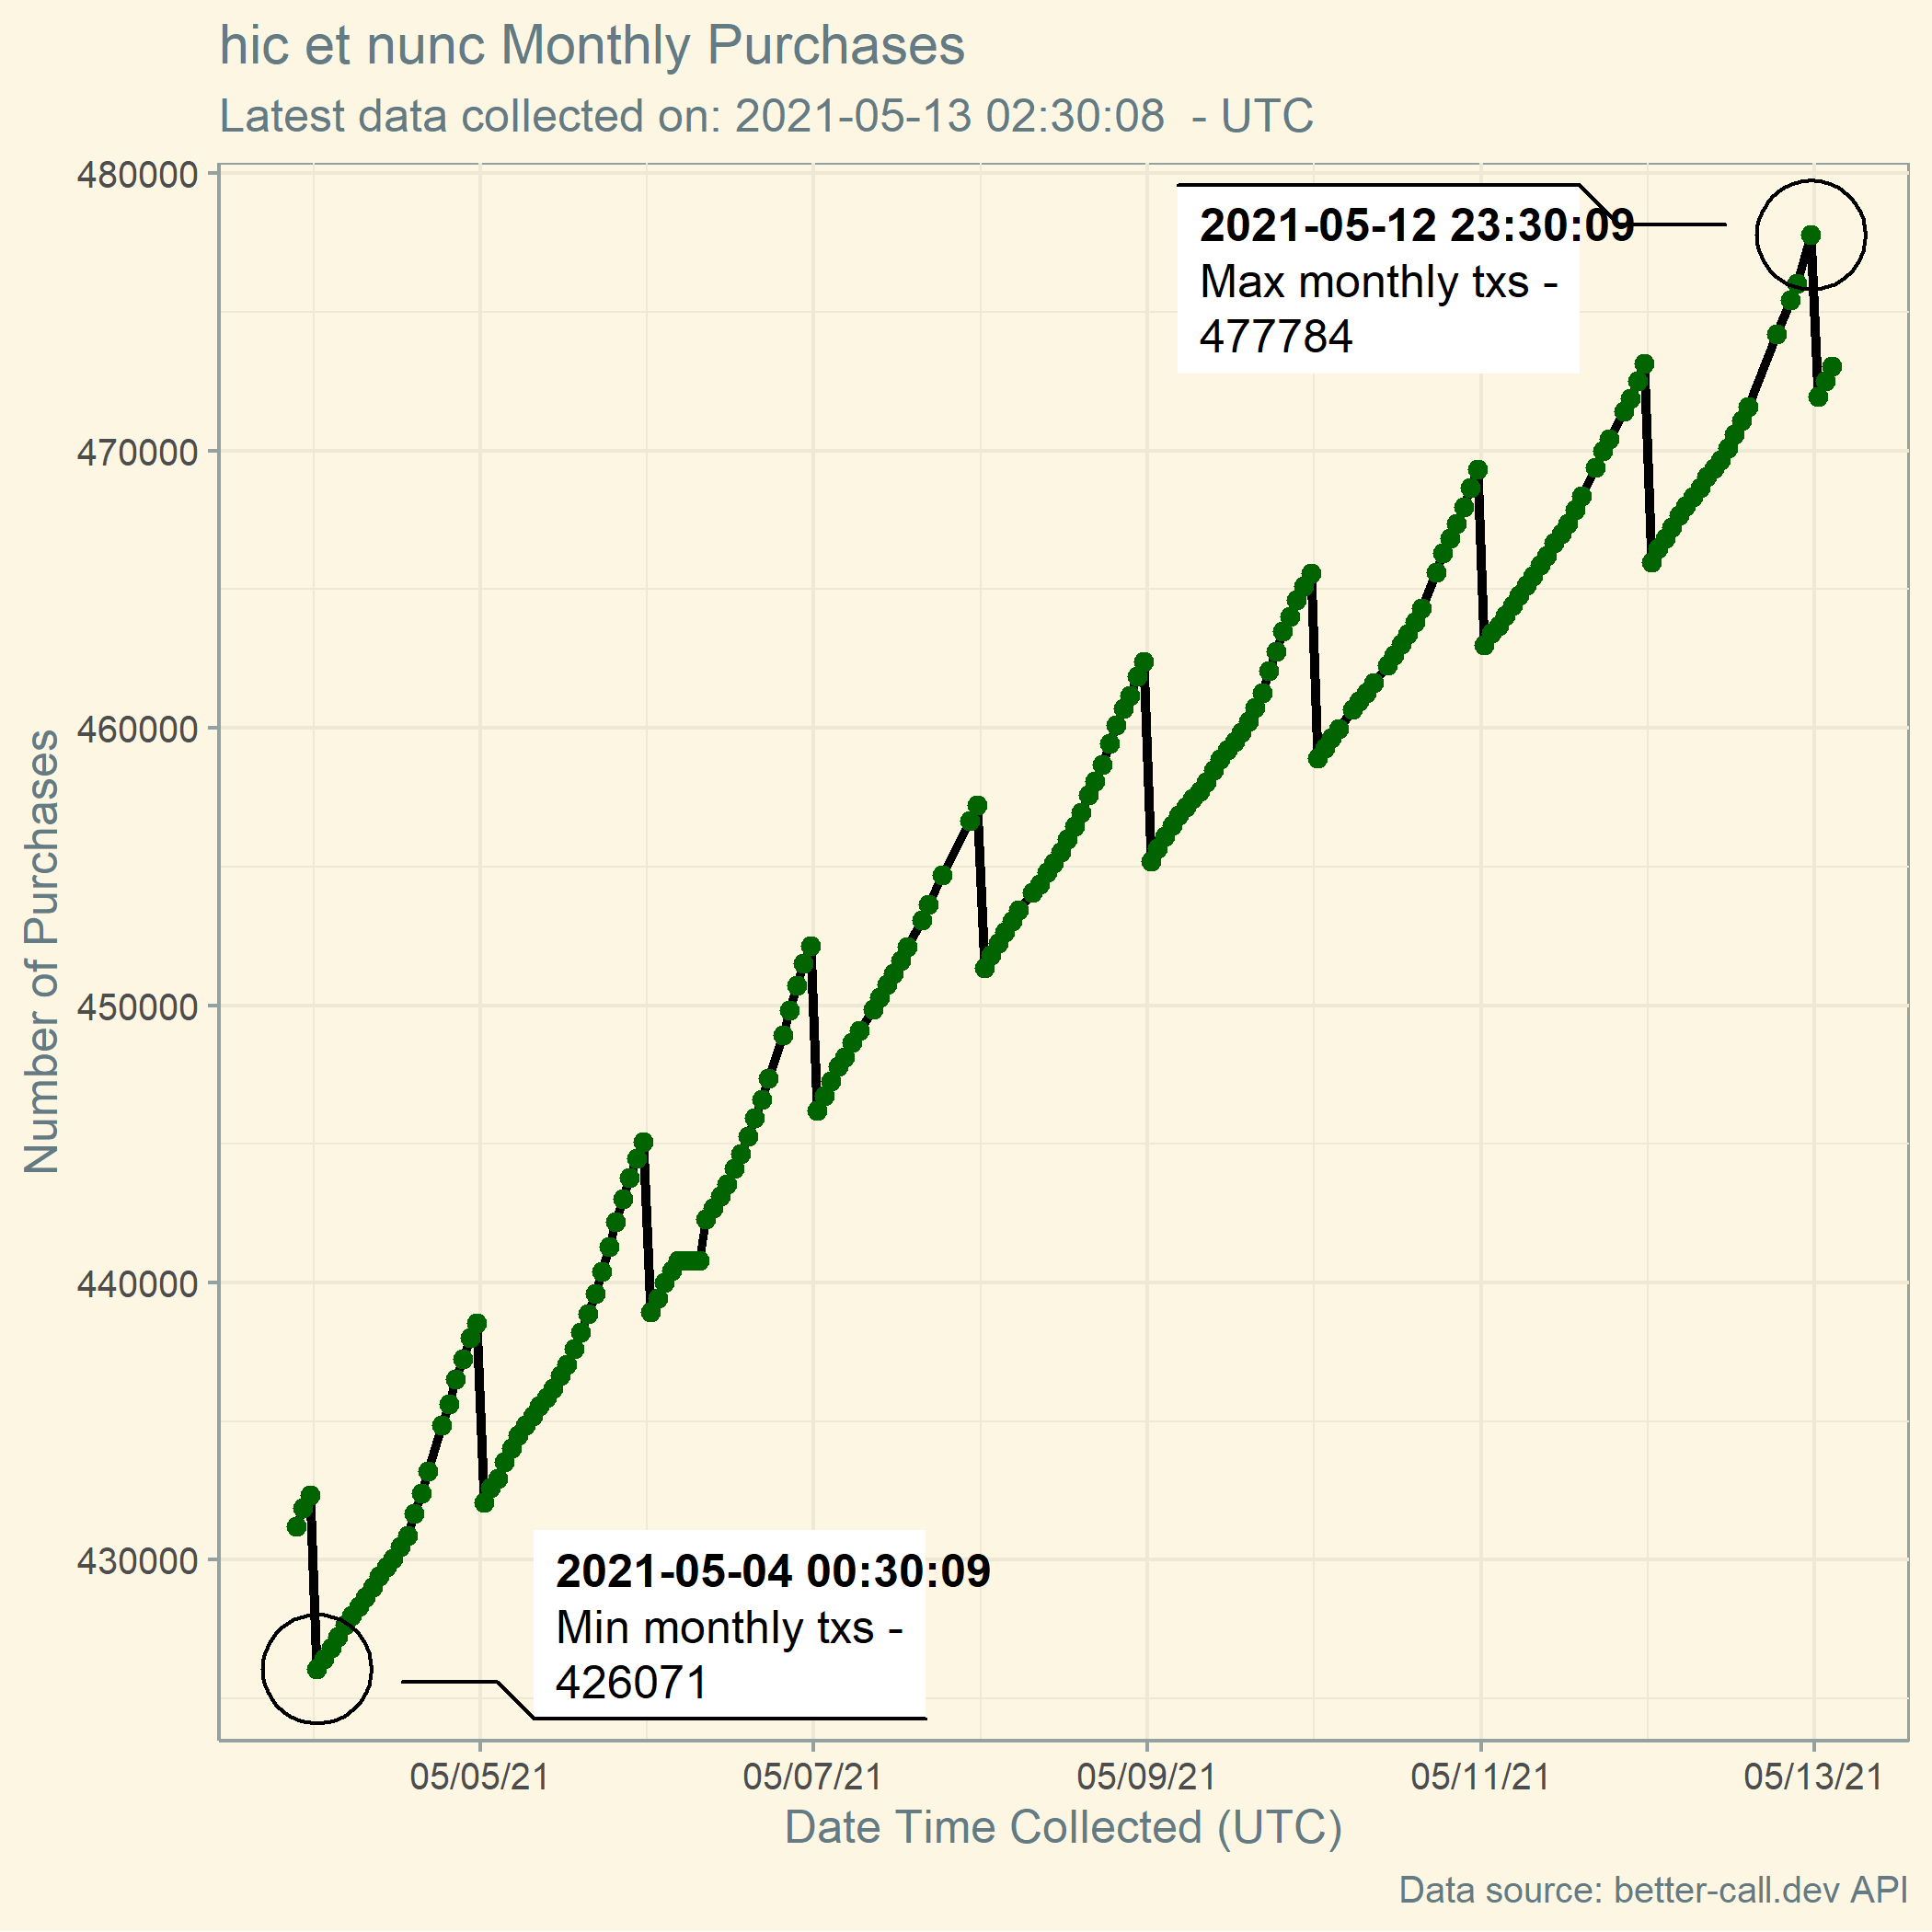 hic et nunc Monthly Purchases
Latest data collected on: 2021-05-13 02:30:08  - UTC
480000
470000
460000
450000
440000
430000
Number of Purchases
2021-05-12 23:30:09
Max monthly txs -
477784
2021-05-04 00:30:09
Min monthly txs -
426071
05/05/21
05/07/21
05/09/21
05/11/21
05/13/21
Date Time Collected (UTC)
Data source: better-call.dev API